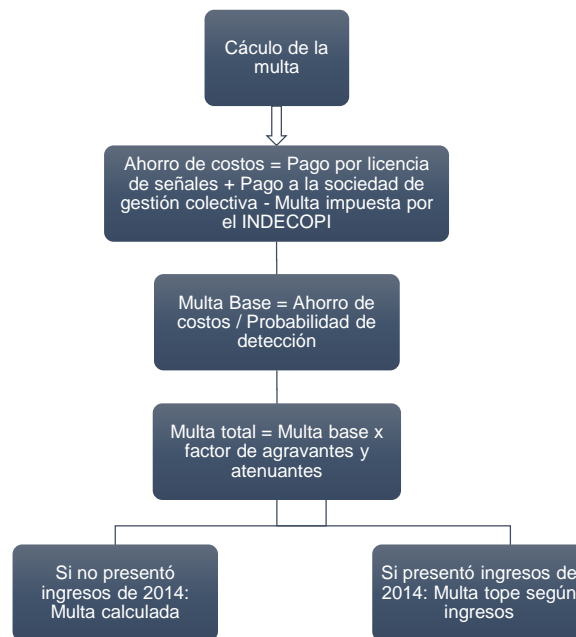 Cáculo de la
multa
Ahorro de costos = Pago por licencia
de señales + Pago a la sociedad de
gestión colectiva - Multa impuesta por
el INDECOPI
Multa Base = Ahorro de
costos / Probabilidad de
detección
Multa total = Multa base x
factor de agravantes y
atenuantes
Si no presentó
ingresos de 2014:
Multa calculada
Si presentó ingresos de
2014: Multa tope según
ingresos